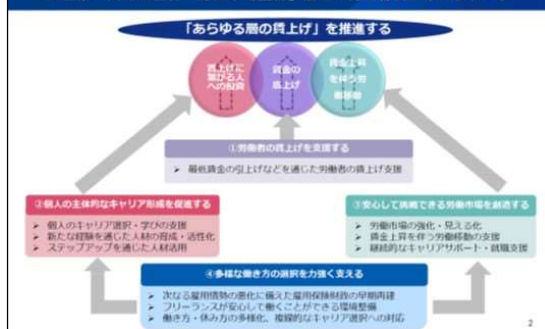 「あらゆる層の賃上げ」を推進する
賃上げに
繋がる人
への投資
賃金の
底上げ
賃金上昇
を伴う労
働移動
①労働者の賃上げを支援する
➤ 最低賃金の引上げなどを通じた労働者の賃上げ支援
②個人の主体的なキャリア形成を促進する
➤ 個人のキャリア選択・学びの支援
➤ 新たな経験を通じた人材の育成・活性化
➤ ステップアップを通じた人材活用
③安心して挑戦できる労働市場を創造する
➤ 労働市場の強化・見える化
➤ 賃金上昇を伴う労働移動の支援
➤ 継続的なキャリアサポート・就職支援
④多様な働き方の選択を力強く支える
➤ 次なる雇用情勢の悪化に備えた雇用保険財政の早期再建
➤ フリーランスが安心して働くことができる環境整備
➤ 働き方・休み方の多様化、複線的なキャリア選択への対応
2